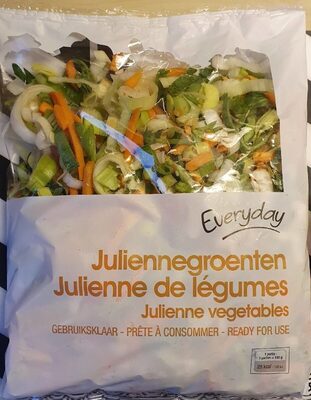 Everyday
Juliennegroenten
Julienne de légumes
Julienne vegetables
GEBRUIKSKLAAR - PRÊTE À CONSOMMER - READY FOR USE